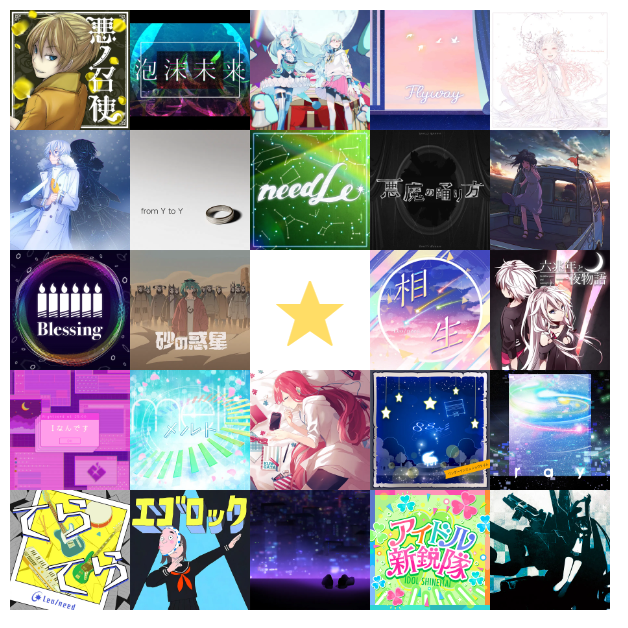 悪ノ召使
泡沫未来
Flyway
from Y to Y
needLe
悪魔の踊り方
Blessing
砂の惑星
相生
六兆年と
一夜物語
Iなんです
メルト
88☆彡
ray
てらてら
Leo/need
エゴロック
アイドル
新鋭隊
IDOL SHINEITAI